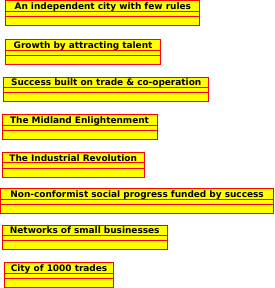 An independent city with few rules
Growth by attracting talent
Success built on trade & co-operation
The Midland Enlightenment
The Industrial Revolution
Non-conformist social progress funded by success
Networks of small businesses
City of 1000 trades